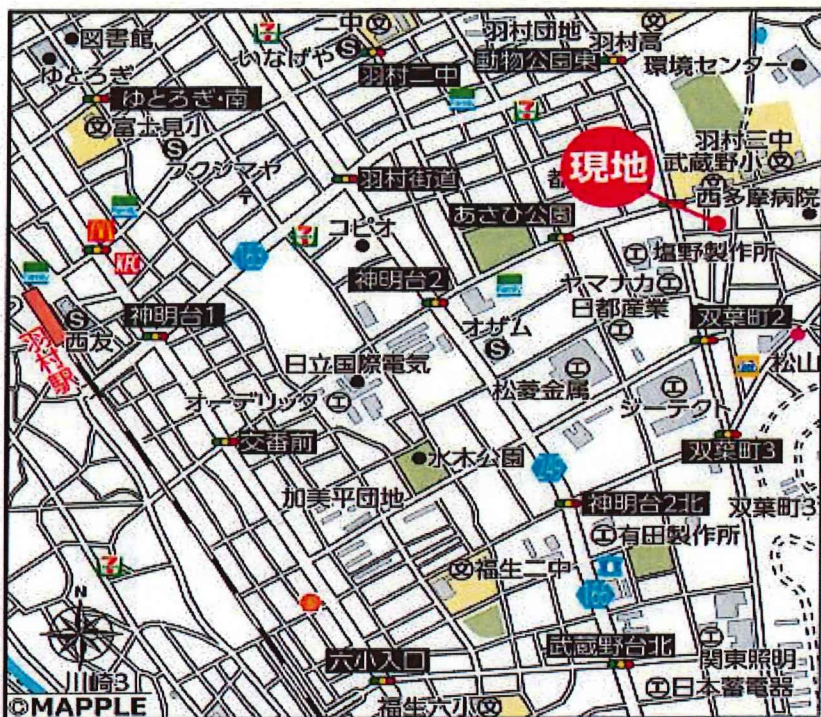 二中
図書館
いなげや
羽村団地
羽村高
ゆとろぎ
羽村二中
動物公園東
環境センター
ゆとろぎ・南
富士見小
羽村三中
武蔵野小
現地
羽村街道
西多摩病院
あさひ公園
コピオ
塩野製作所
KFC
神明台2
ヤマナカ
日都産業
神明台1
西友
オザム
双葉町2
羽村駅
日立国際電気
松山
松菱金属
オーデリック
ジーテクト
交番前
水木公園
双葉町3
加美平団地
神明台2北
双葉町3
有田製作所
福生二中
N
六小入口
武蔵野台北
関東照明
川崎3
日本蓄電器
©MAPPLE
福生六小